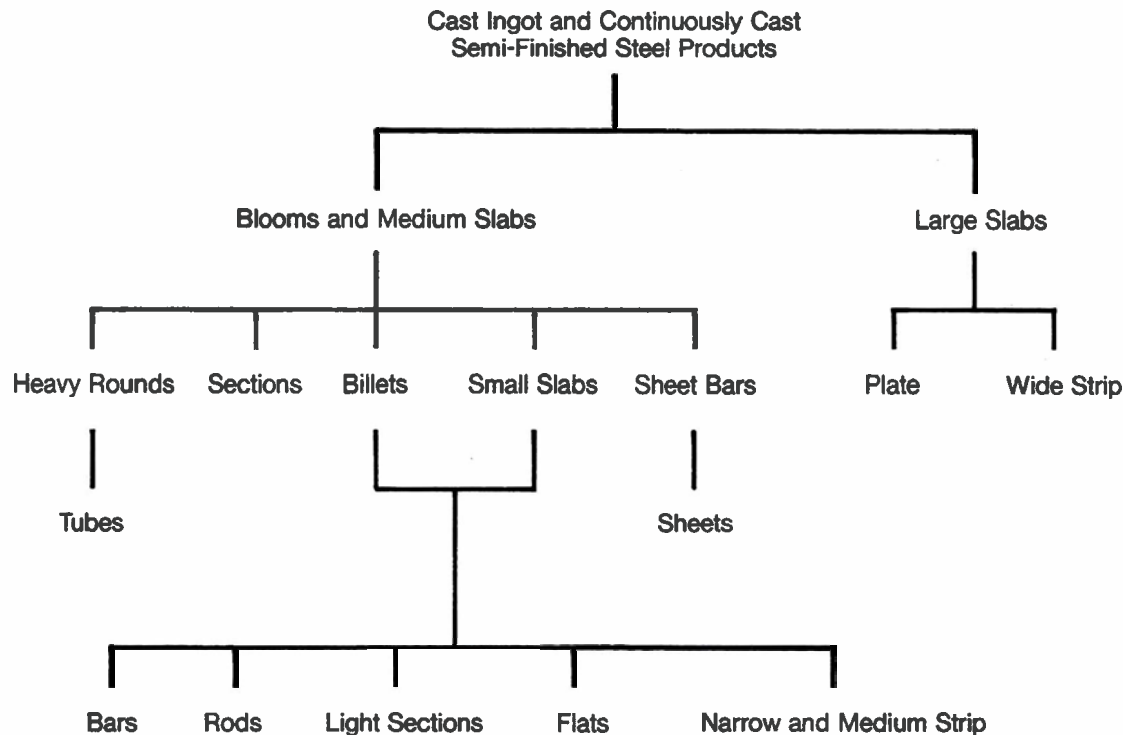 Cast Ingot and Continuously Cast
Semi-Finished Steel Products
Blooms and Medium Slabs
Large Slabs
Heavy Rounds
Sections
Billets
Small Slabs
Sheet Bars
Plate
Wide Strip
Tubes
Sheets
Bars
Rods
Light Sections
Flats
Narrow and Medium Strip